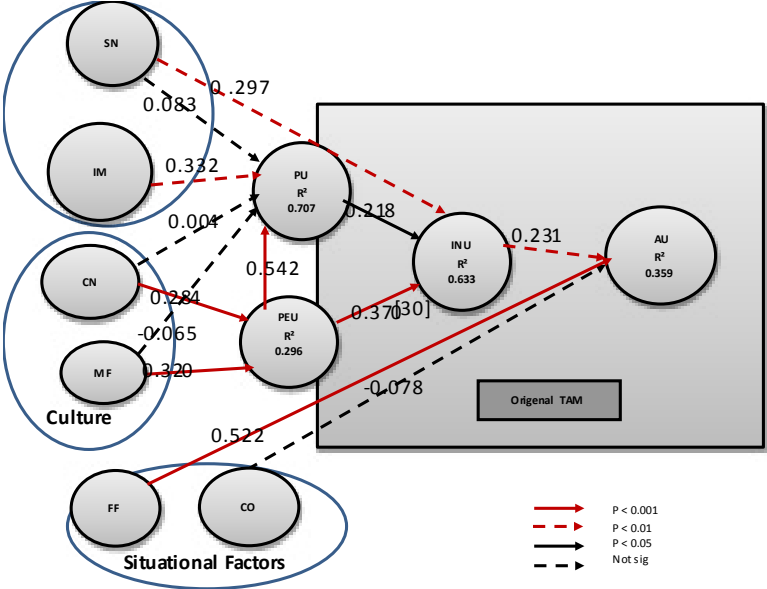 SN
0.297
0.083
IM
0.332
PU
R²
0.707
0.004
0.218
INU
R²
0.633
0.231
AU
R²
0.359
CN
0.284
0.542
-0.065
PEU
R²
0.296
0.370[30]
MF
0.320
Culture
-0.078
Origenal TAM
0.522
FF
CO
Situational Factors
P < 0.001
P < 0.01
P < 0.05
Not sig